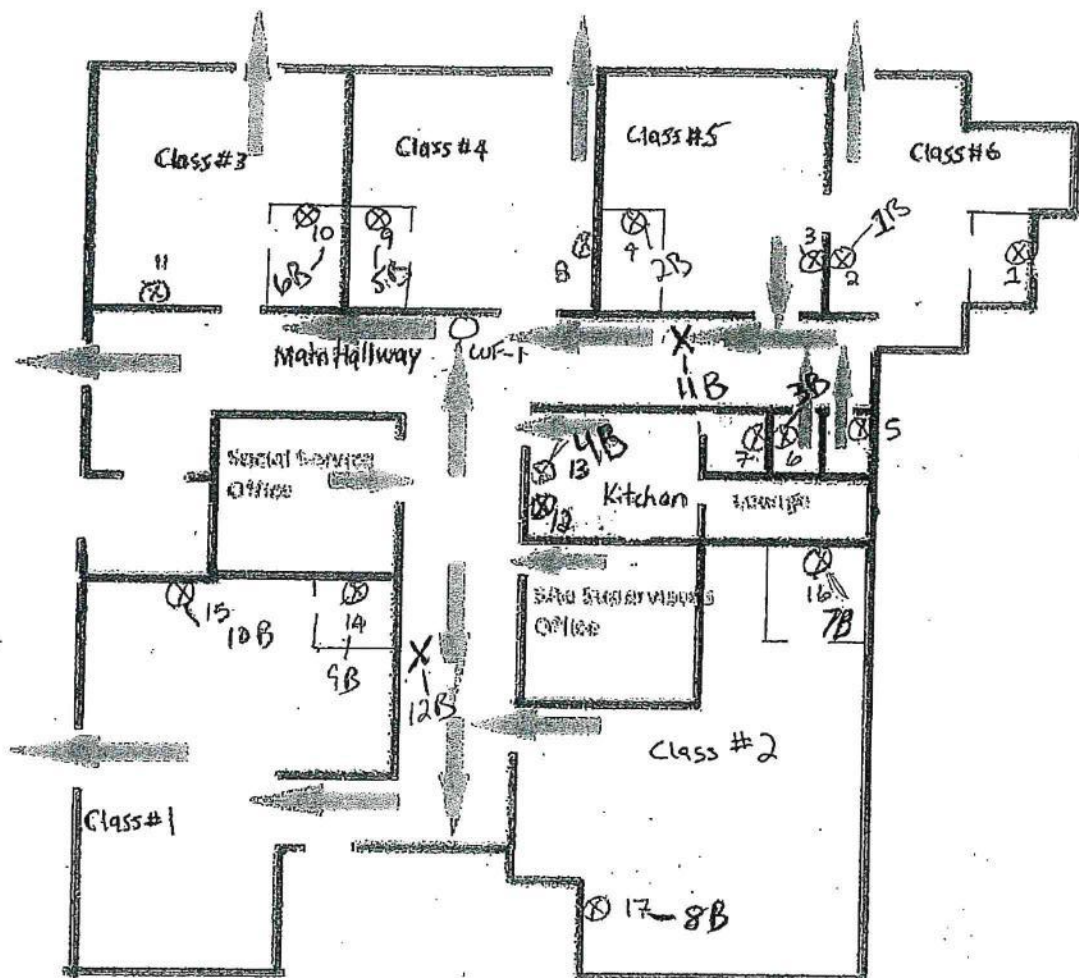 Class #3
Class #4
Class #5
Class #6
10
6B
9
5B
8
4
2B
3
1B
2
1
11
Main Hallway
WF-1
11B
3B
7
6
5
Social Service
Office
4B
13
12
Kitchen
Lounge
Site Supervisors
Office
16
7B
15
10B
14
9B
12B
Class #2
Class #1
17
8B